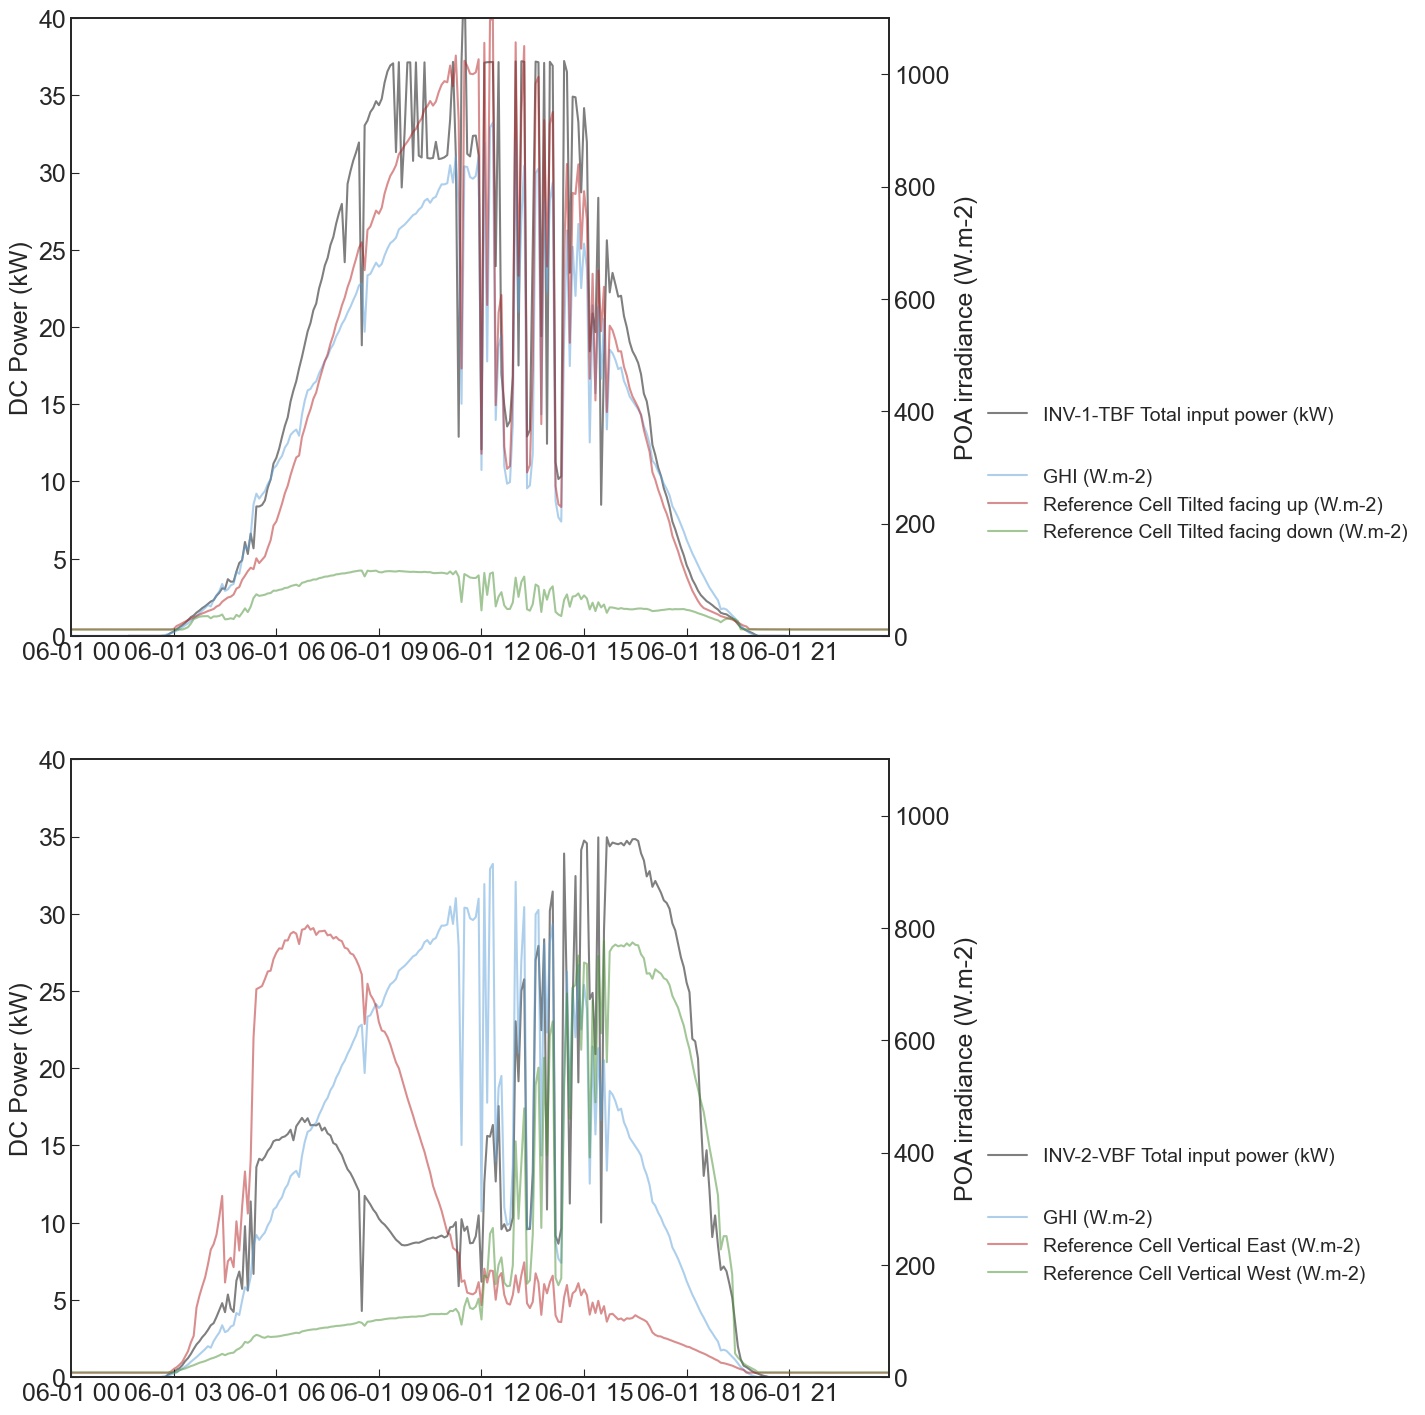 40
35
30
25
20
15
10
5
0
DC Power (kW)
1000
800
600
400
200
0
POA irradiance (W.m-2)
06-01 00 06-01 03 06-01 06 06-01 09 06-01 12 06-01 15 06-01 18 06-01 21
INV-1-TBF Total input power (kW)
GHI (W.m-2)
Reference Cell Tilted facing up (W.m-2)
Reference Cell Tilted facing down (W.m-2)
40
35
30
25
20
15
10
5
0
DC Power (kW)
1000
800
600
400
200
0
POA irradiance (W.m-2)
06-01 00 06-01 03 06-01 06 06-01 09 06-01 12 06-01 15 06-01 18 06-01 21
INV-2-VBF Total input power (kW)
GHI (W.m-2)
Reference Cell Vertical East (W.m-2)
Reference Cell Vertical West (W.m-2)